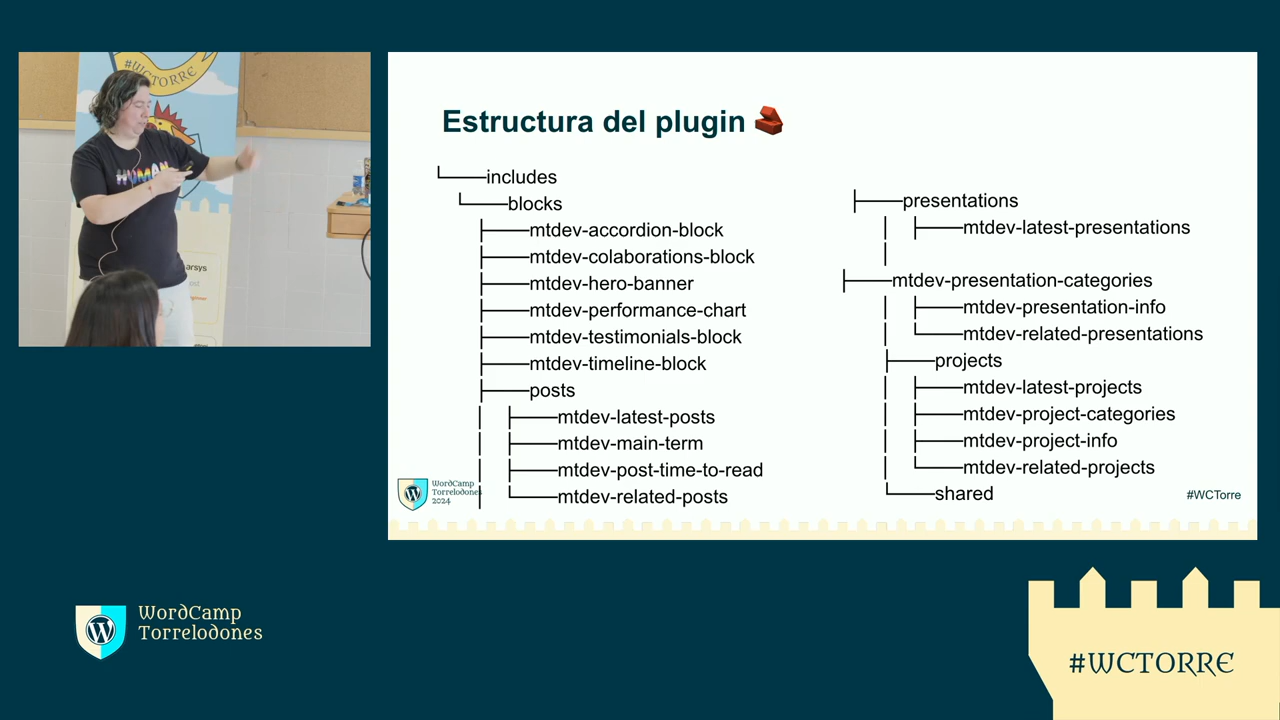 #WCTORRE
HUMAN
arsys
Estructura del plugin
└──includes
└──blocks
├──mtdev-accordion-block
├──mtdev-colaborations-block
├──mtdev-hero-banner
├──mtdev-performance-chart
├──mtdev-testimonials-block
├──mtdev-timeline-block
├──posts
│ ├──mtdev-latest-posts
│ ├──mtdev-main-term
│ ├──mtdev-post-time-to-read
│ └──mtdev-related-posts
├──presentations
│ ├──mtdev-latest-presentations
│
├──mtdev-presentation-categories
│ ├──mtdev-presentation-info
│ └──mtdev-related-presentations
├──projects
│ ├──mtdev-latest-projects
│ ├──mtdev-project-categories
│ ├──mtdev-project-info
│ └──mtdev-related-projects
└──shared
WordCamp
Torrelodones
2024
#WCTorre
WordCamp
Torrelodones
#WCTORRE